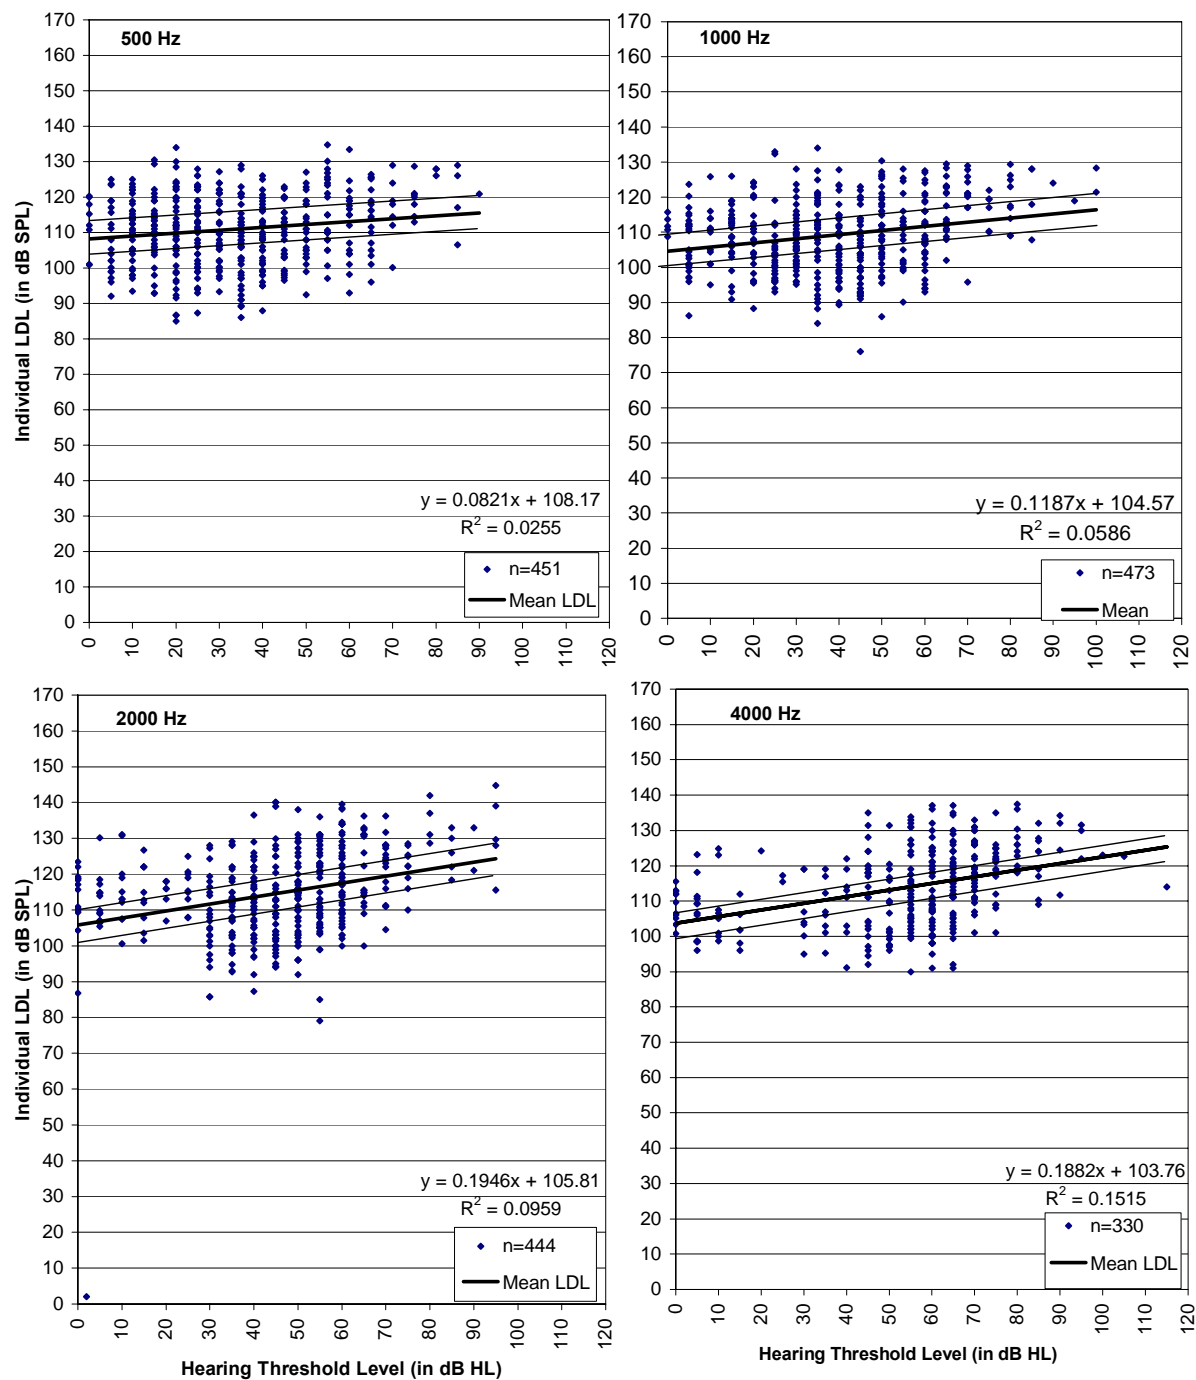 500 Hz
170
160
150
140
130
120
110
100
90
80
70
60
50
40
30
20
10
0
Individual LDL (in dB SPL)
y = 0.0821x + 108.17
R2 = 0.0255
n=451
Mean LDL
0 10 20 30 40 50 60 70 80 90 100 110 120
1000 Hz
170
160
150
140
130
120
110
100
90
80
70
60
50
40
30
20
10
0
y = 0.1187x + 104.57
R2 = 0.0586
n=473
Mean
0 10 20 30 40 50 60 70 80 90 100 110 120
2000 Hz
170
160
150
140
130
120
110
100
90
80
70
60
50
40
30
20
10
0
Individual LDL (in dB SPL)
y = 0.1946x + 105.81
R2 = 0.0959
n=444
Mean LDL
0 10 20 30 40 50 60 70 80 90 100 110 120
Hearing Threshold Level (in dB HL)
4000 Hz
170
160
150
140
130
120
110
100
90
80
70
60
50
40
30
20
10
0
y = 0.1882x + 103.76
R2 = 0.1515
n=330
Mean LDL
0 10 20 30 40 50 60 70 80 90 100 110 120
Hearing Threshold Level (in dB HL)